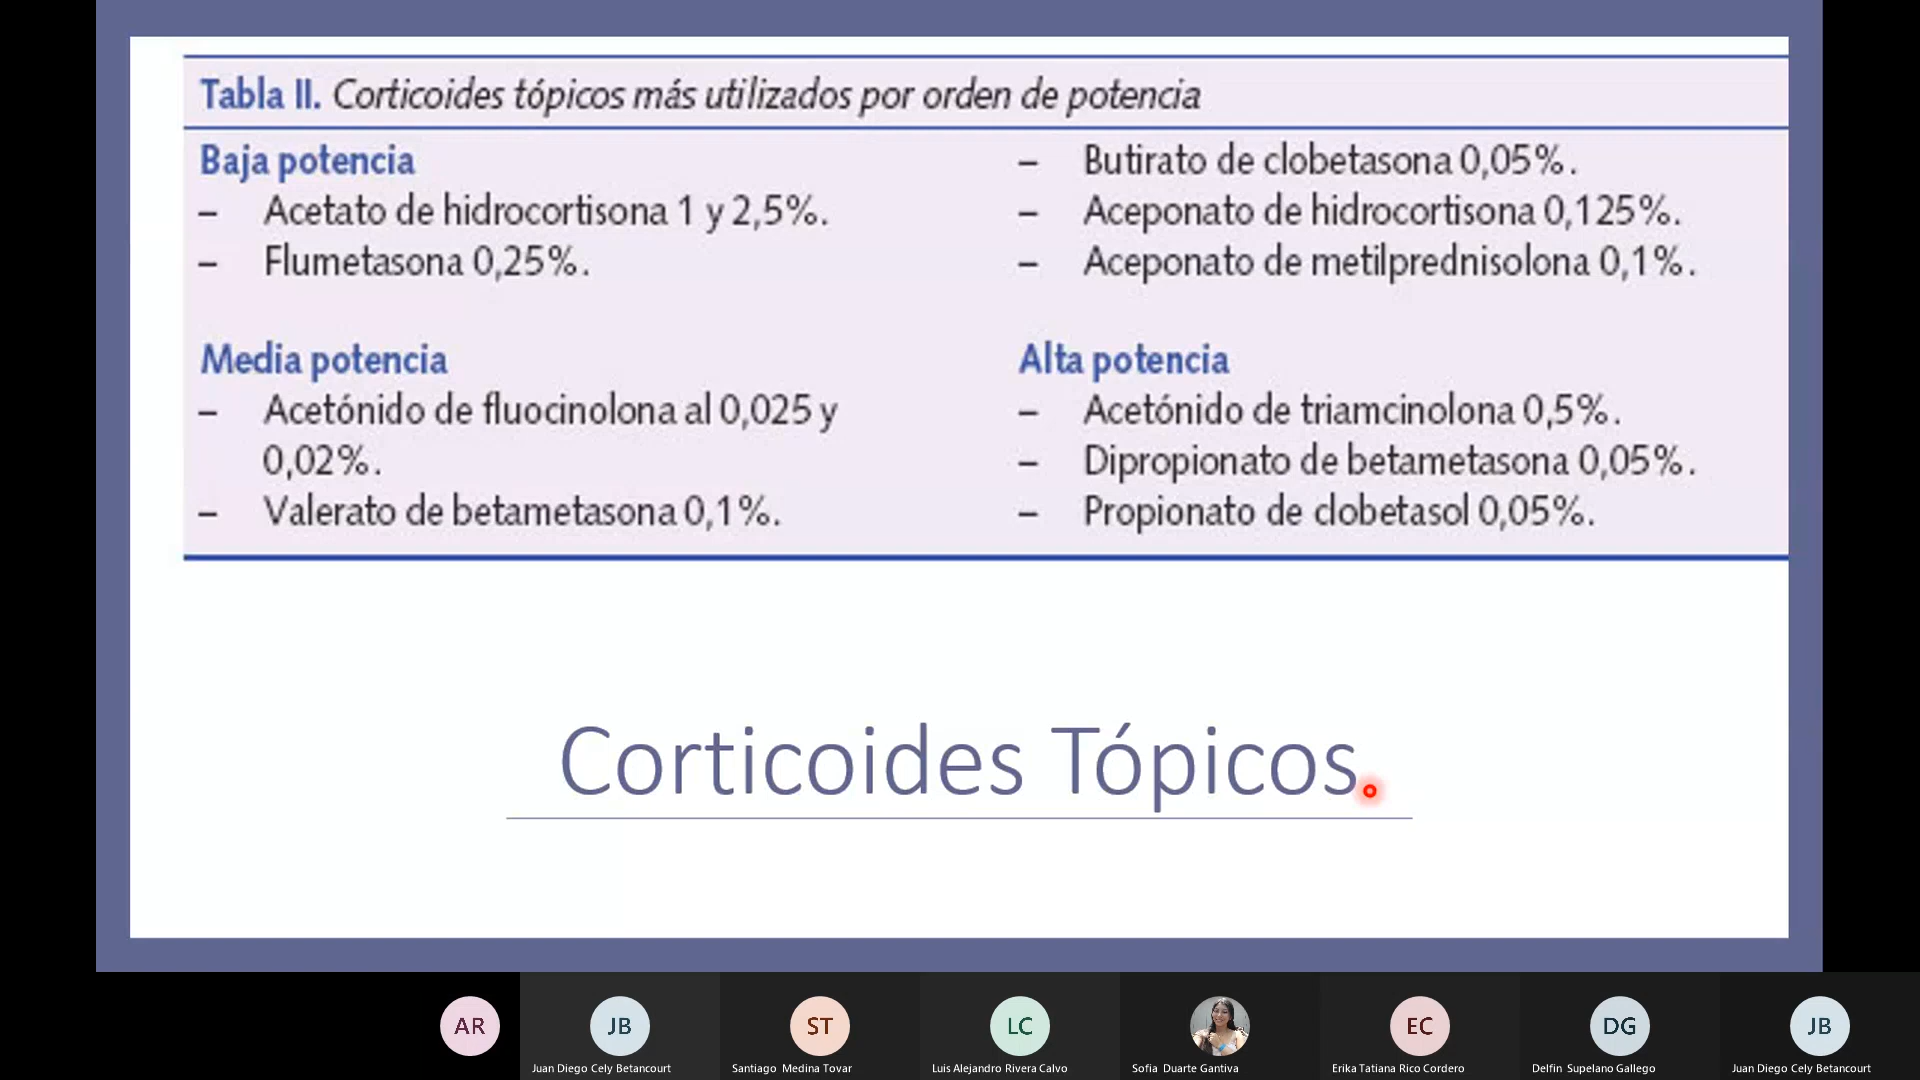 Tabla II. Corticoides tópicos más utilizados por orden de potencia
Baja potencia
– Acetato de hidrocortisona 1 y 2,5%.
– Flumetasona 0,25%.
Media potencia
– Acetónido de fluocinolona al 0,025 y
0,02%.
– Valerato de betametasona 0,1%.
– Butirato de clobetasona 0,05%.
– Aceponato de hidrocortisona 0,125%.
– Aceponato de metilprednisolona 0,1%.
Alta potencia
– Acetónido de triamcinolona 0,5%.
– Dipropionato de betametasona 0,05%.
– Propionato de clobetasol 0,05%.
Corticoides Tópicos.
AR
JB
Juan Diego Cely Betancourt
ST
Santiago Medina Tovar
LC
Luis Alejandro Rivera Calvo
Sofia Duarte Gantiva
EC
Erika Tatiana Rico Cordero
DG
Delfin Supelano Gallego
JB
Juan Diego Cely Betancourt